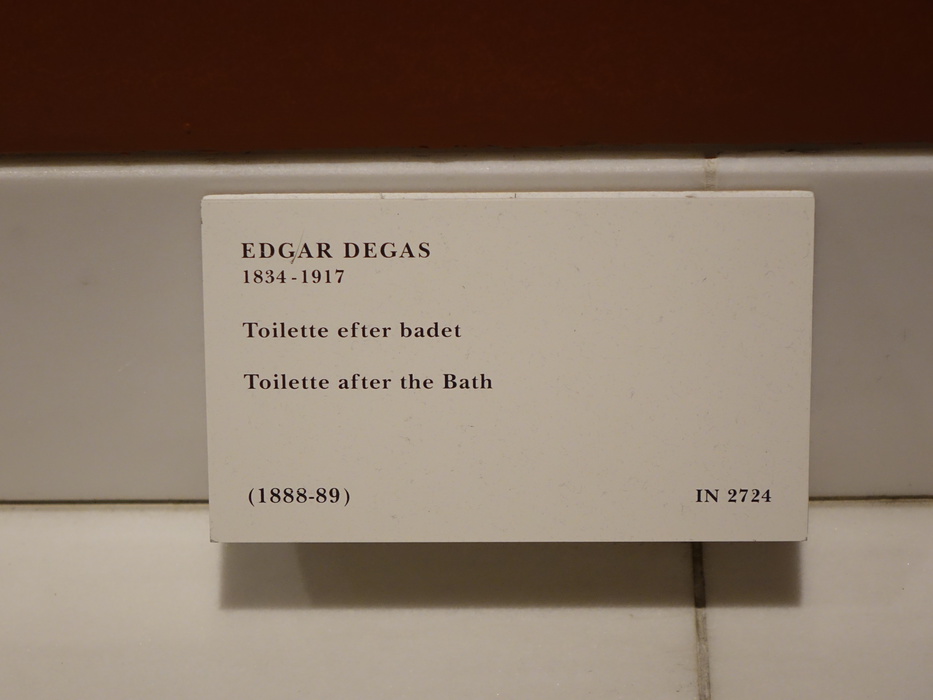 EDGAR DEGAS
1834-1917
Toilette efter badet
Toilette after the Bath
(1888-89) IN 2724